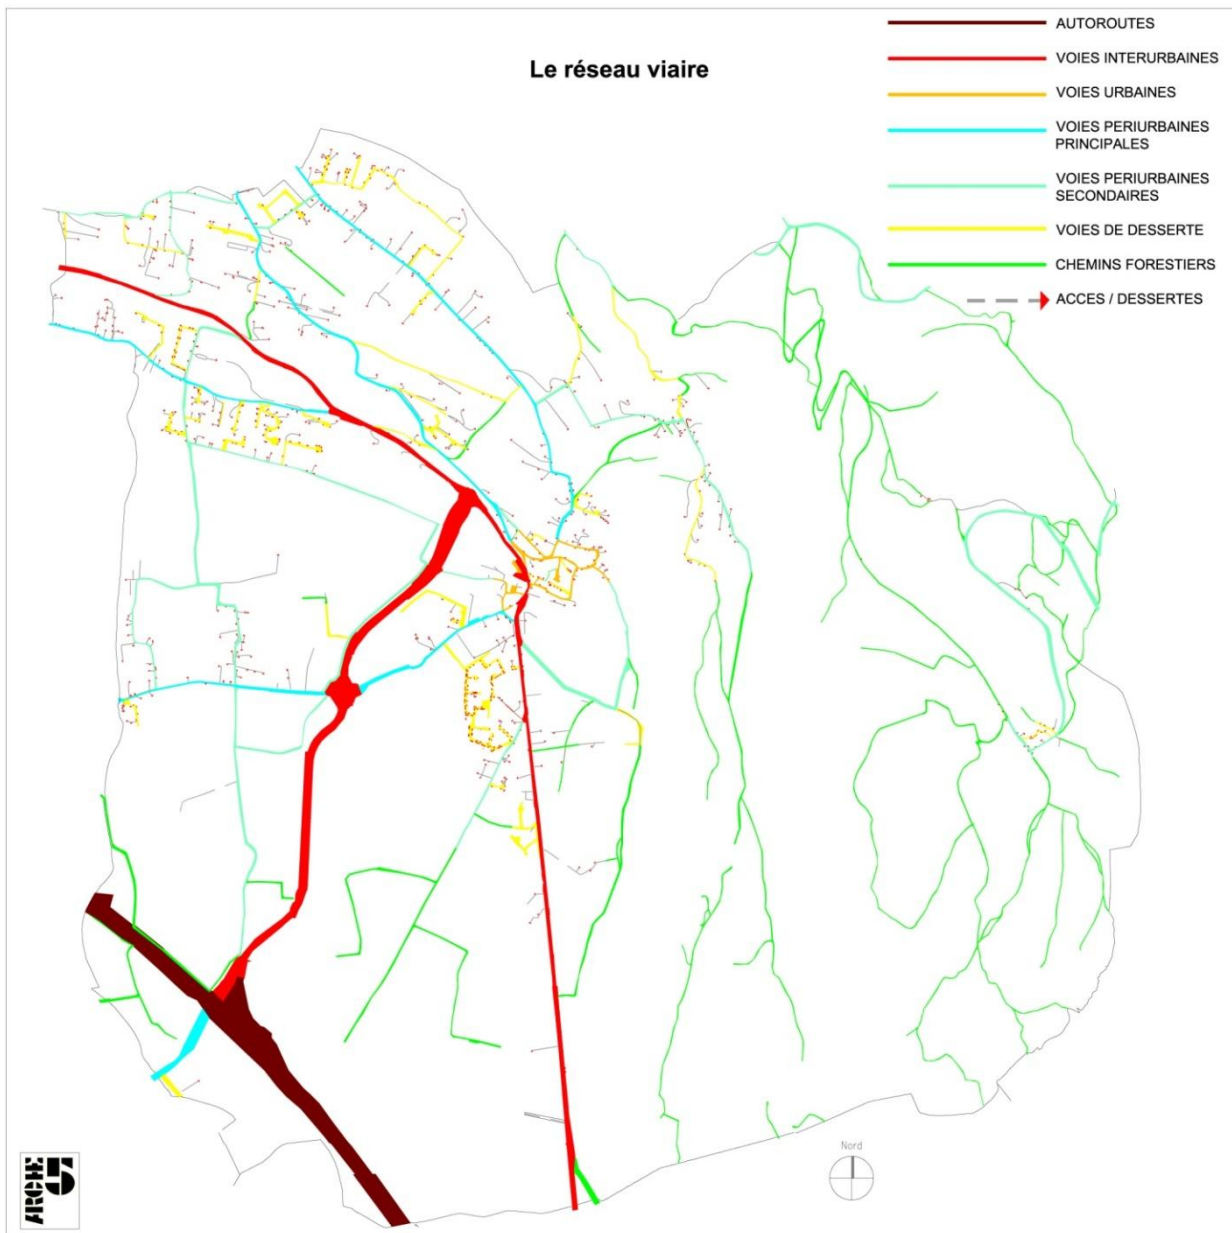 Le réseau viaire
AUTOROUTES
VOIES INTERURBAINES
VOIES URBAINES
VOIES PERIURBAINES
PRINCIPALES
VOIES PERIURBAINES
SECONDAIRES
VOIES DE DESSERTE
CHEMINS FORESTIERS
ACCES / DESSERTES
Nord
ARCHE
5